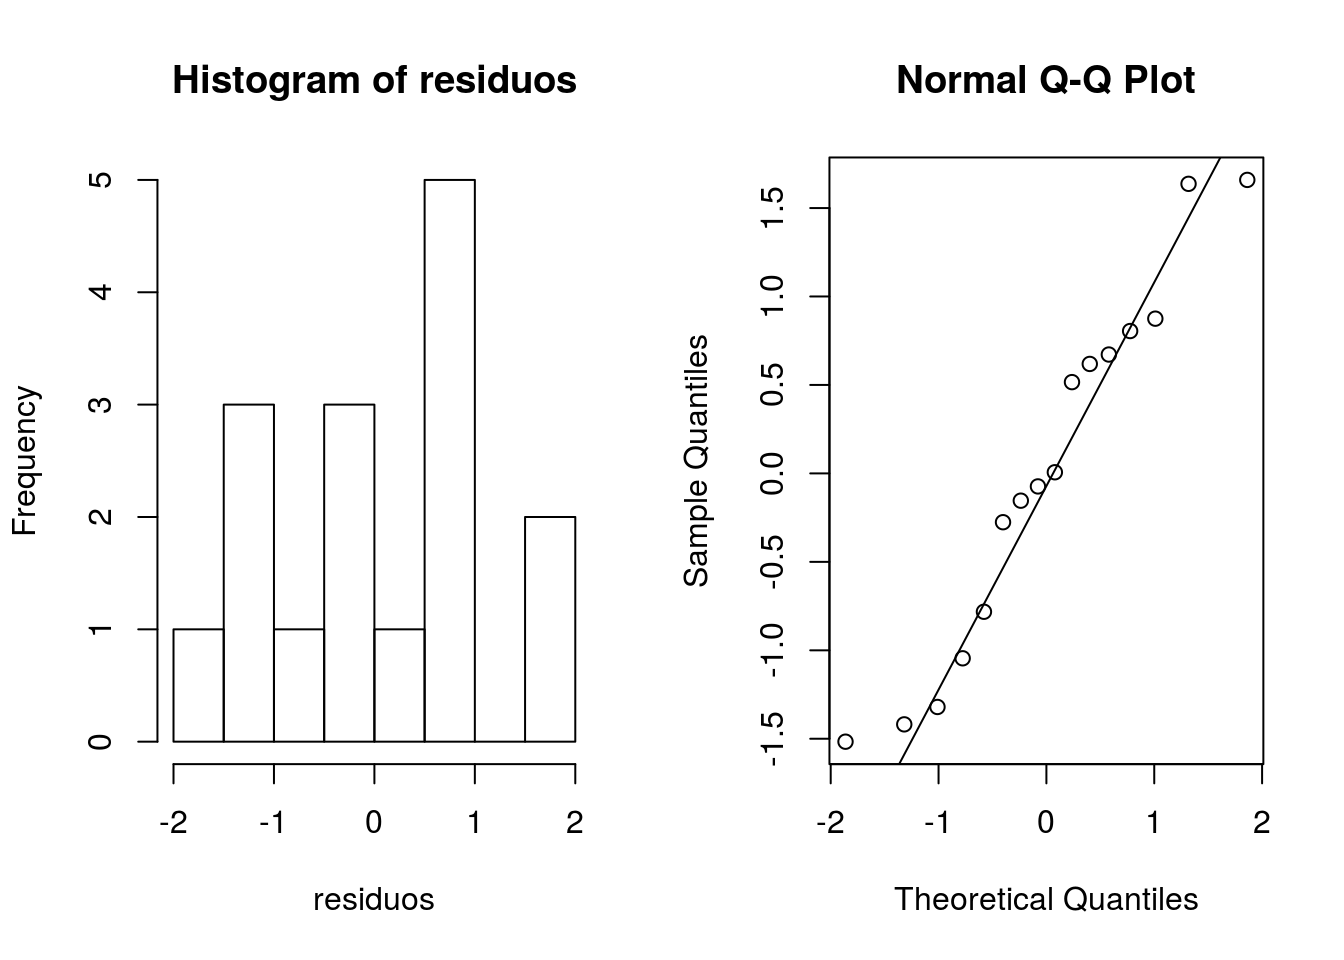 Histogram of residuos
Frequency
5
4
3
2
1
0
-2 -1 0 1 2
residuos
Normal Q-Q Plot
Sample Quantiles
1.5
1.0
0.5
0.0
-0.5
-1.0
-1.5
-2 -1 0 1 2
Theoretical Quantiles